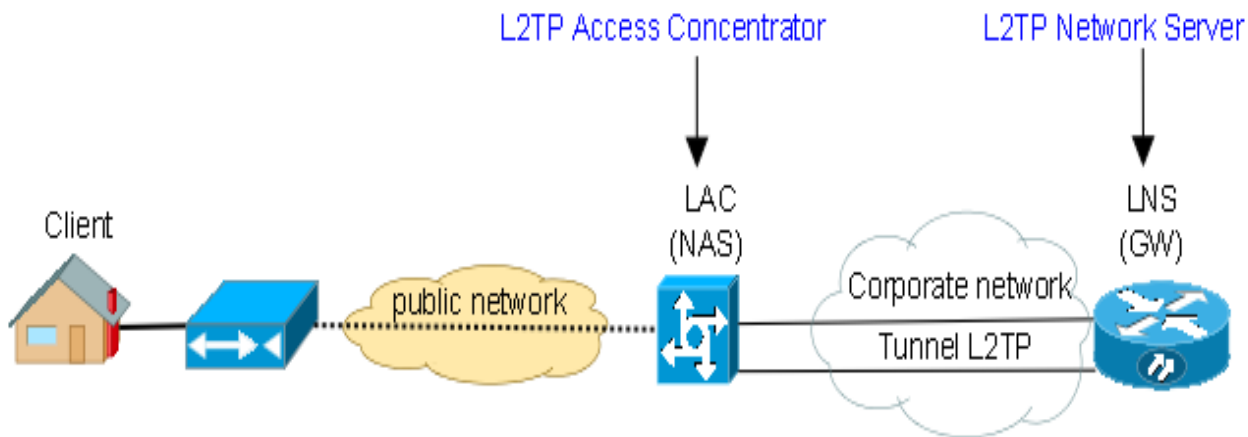 L2TP Access Concentrator
L2TP Network Server
LAC
(NAS)
LNS
(GW)
Client
public network
Corporate network
Tunnel L2TP